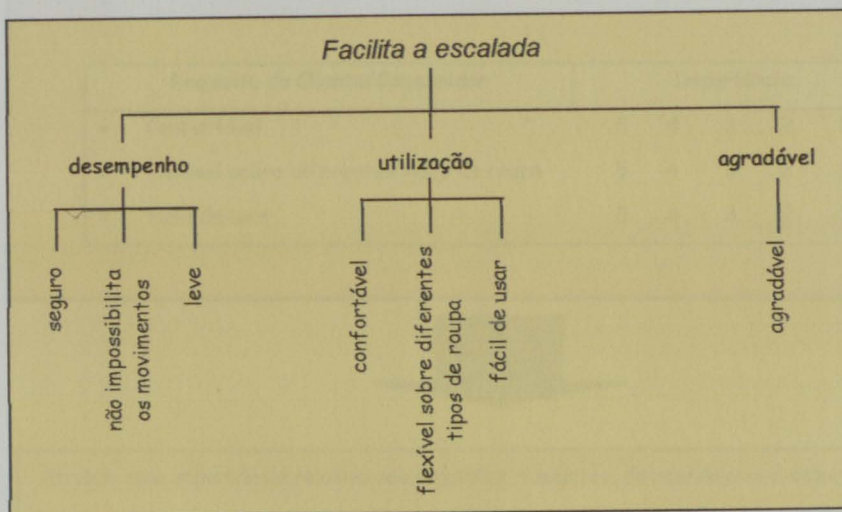 Facilita a escalada
desempenho
utilização
agradável
seguro
não impossibilita
os movimentos
leve
confortável
flexível sobre diferentes
tipos de roupa
fácil de usar
agradável